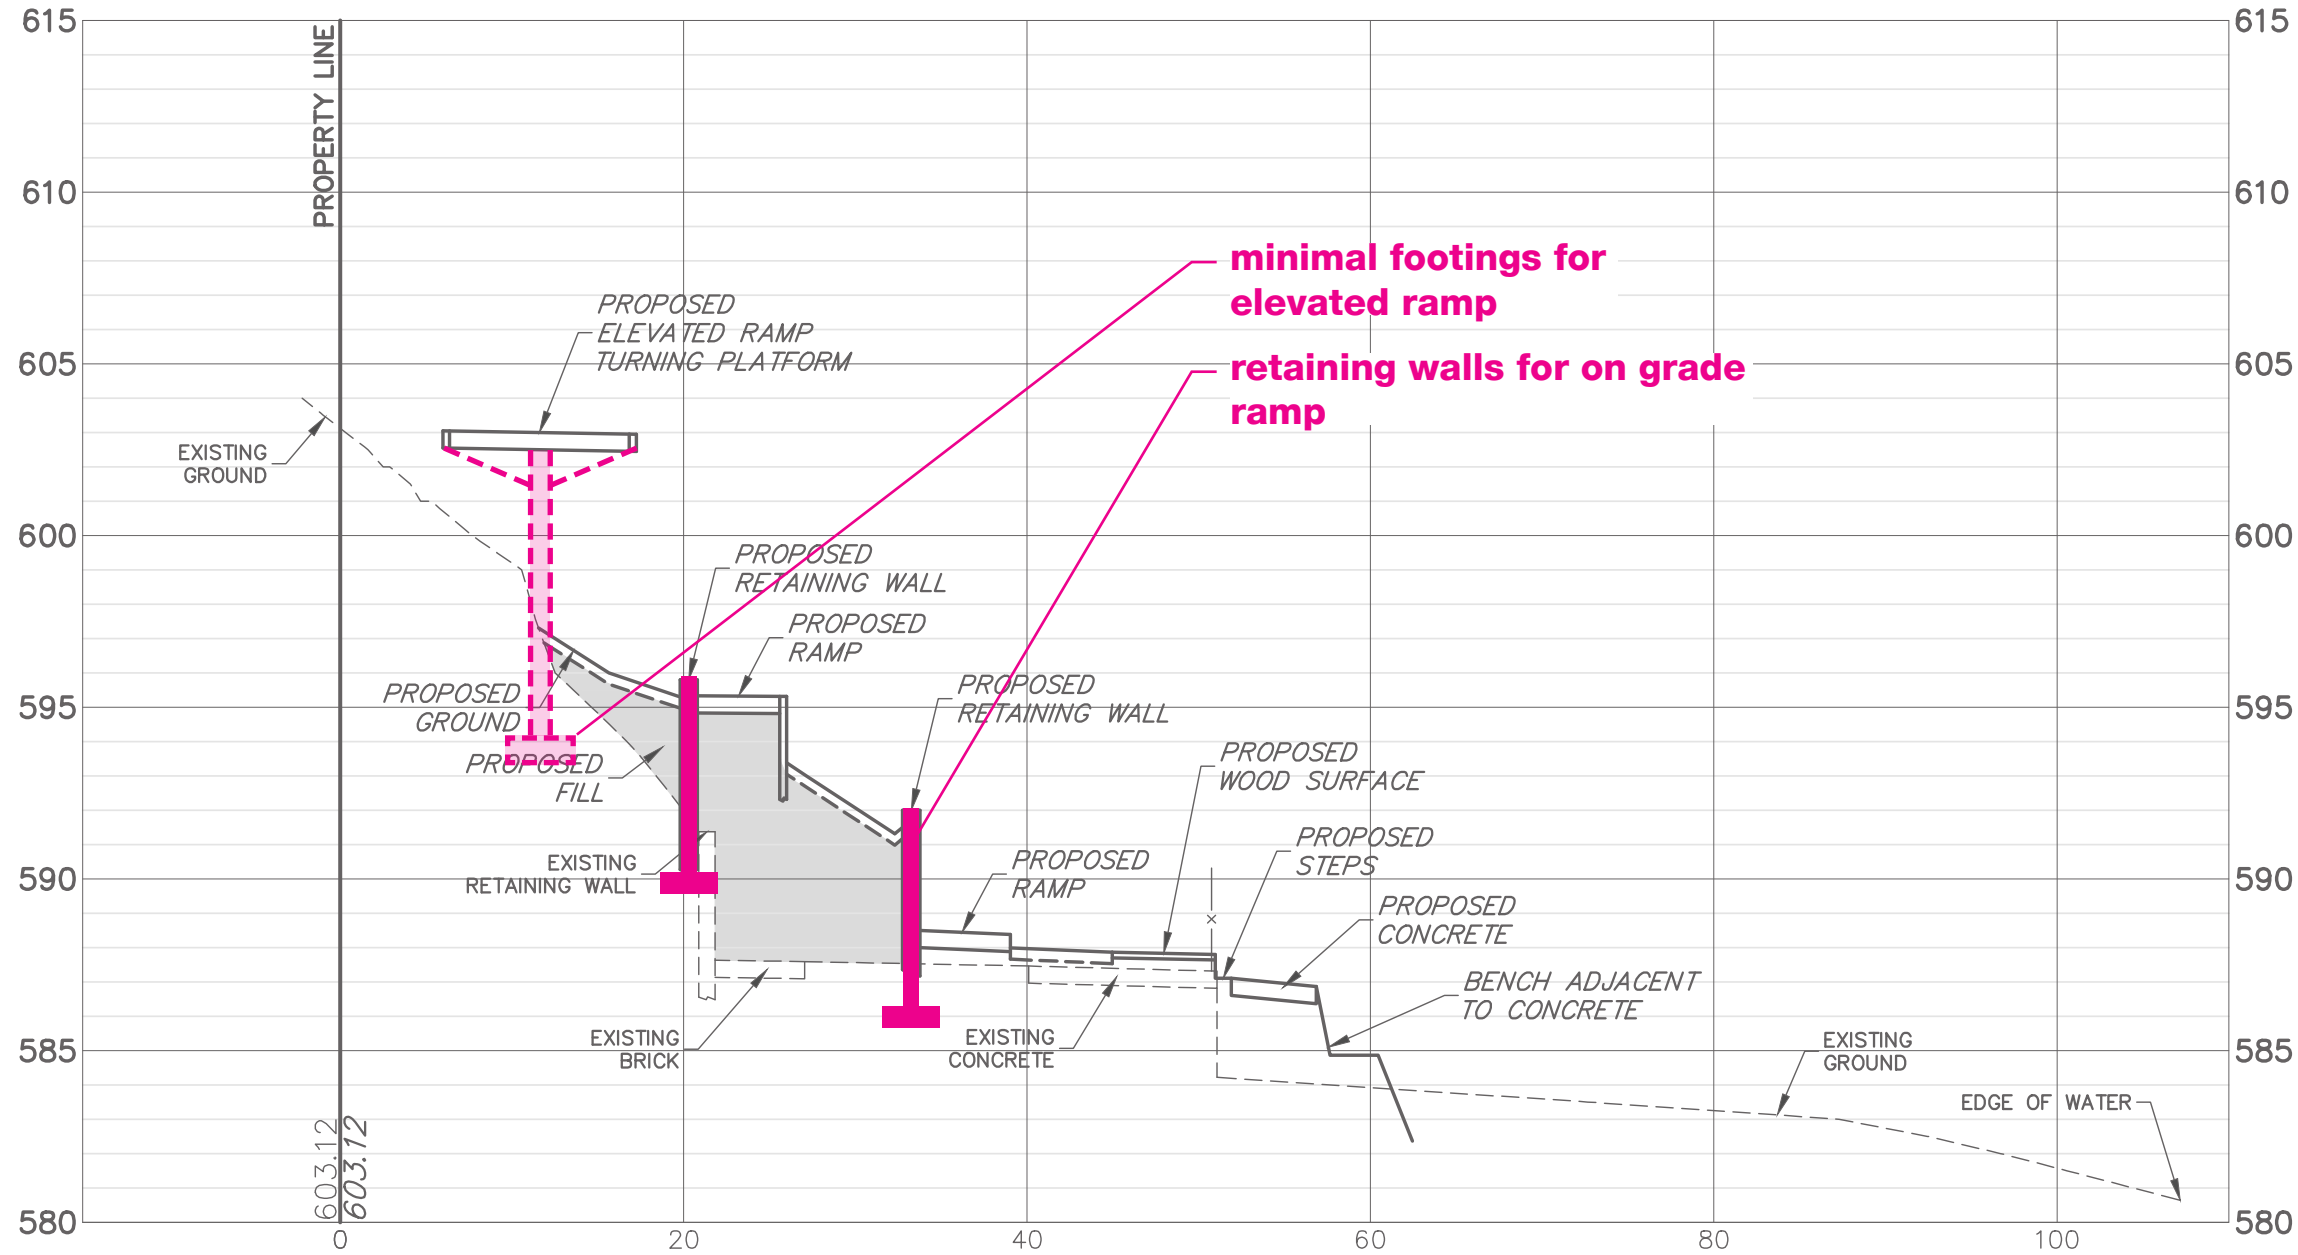 615
615
PROPERTY LINE
610
610
minimal footings for
elevated ramp
PROPOSED
ELEVATED RAMP
TURNING PLATFORM
605
605
retaining walls for on grade
ramp
EXISTING
GROUND
600
600
PROPOSED
RETAINING WALL
PROPOSED
RAMP
PROPOSED
GROUND
595
595
PROPOSED
RETAINING WALL
PROPOSED
FILL
PROPOSED
WOOD SURFACE
EXISTING
RETAINING WALL
590
590
PROPOSED
RAMP
PROPOSED
STEPS
PROPOSED
CONCRETE
BENCH ADJACENT
TO CONCRETE
EXISTING
BRICK
EXISTING
CONCRETE
585
585
EXISTING
GROUND
EDGE OF WATER
603.12
603.12
580
580
0
20
40
60
80
100